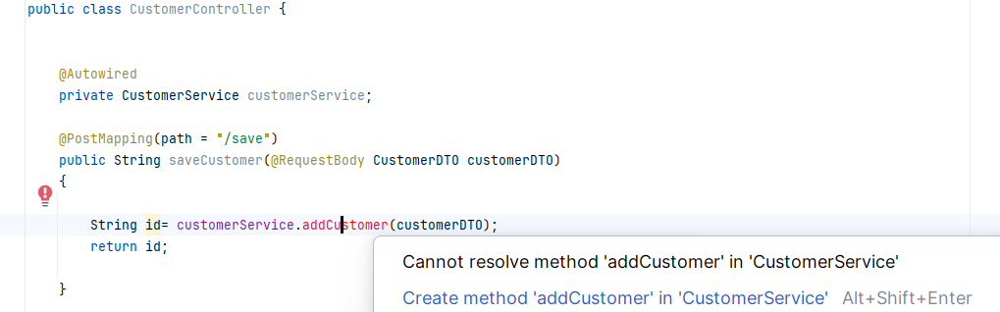 public class CustomerController {
@Autowired
private CustomerService customerService;
@PostMapping(path = "/save")
public String saveCustomer(@RequestBody CustomerDTO customerDTO)
{
String id= customerService.addCustomer(customerDTO);
return id;
}
Cannot resolve method 'addCustomer' in 'CustomerService'
Create method 'addCustomer' in 'CustomerService' Alt+Shift+Enter